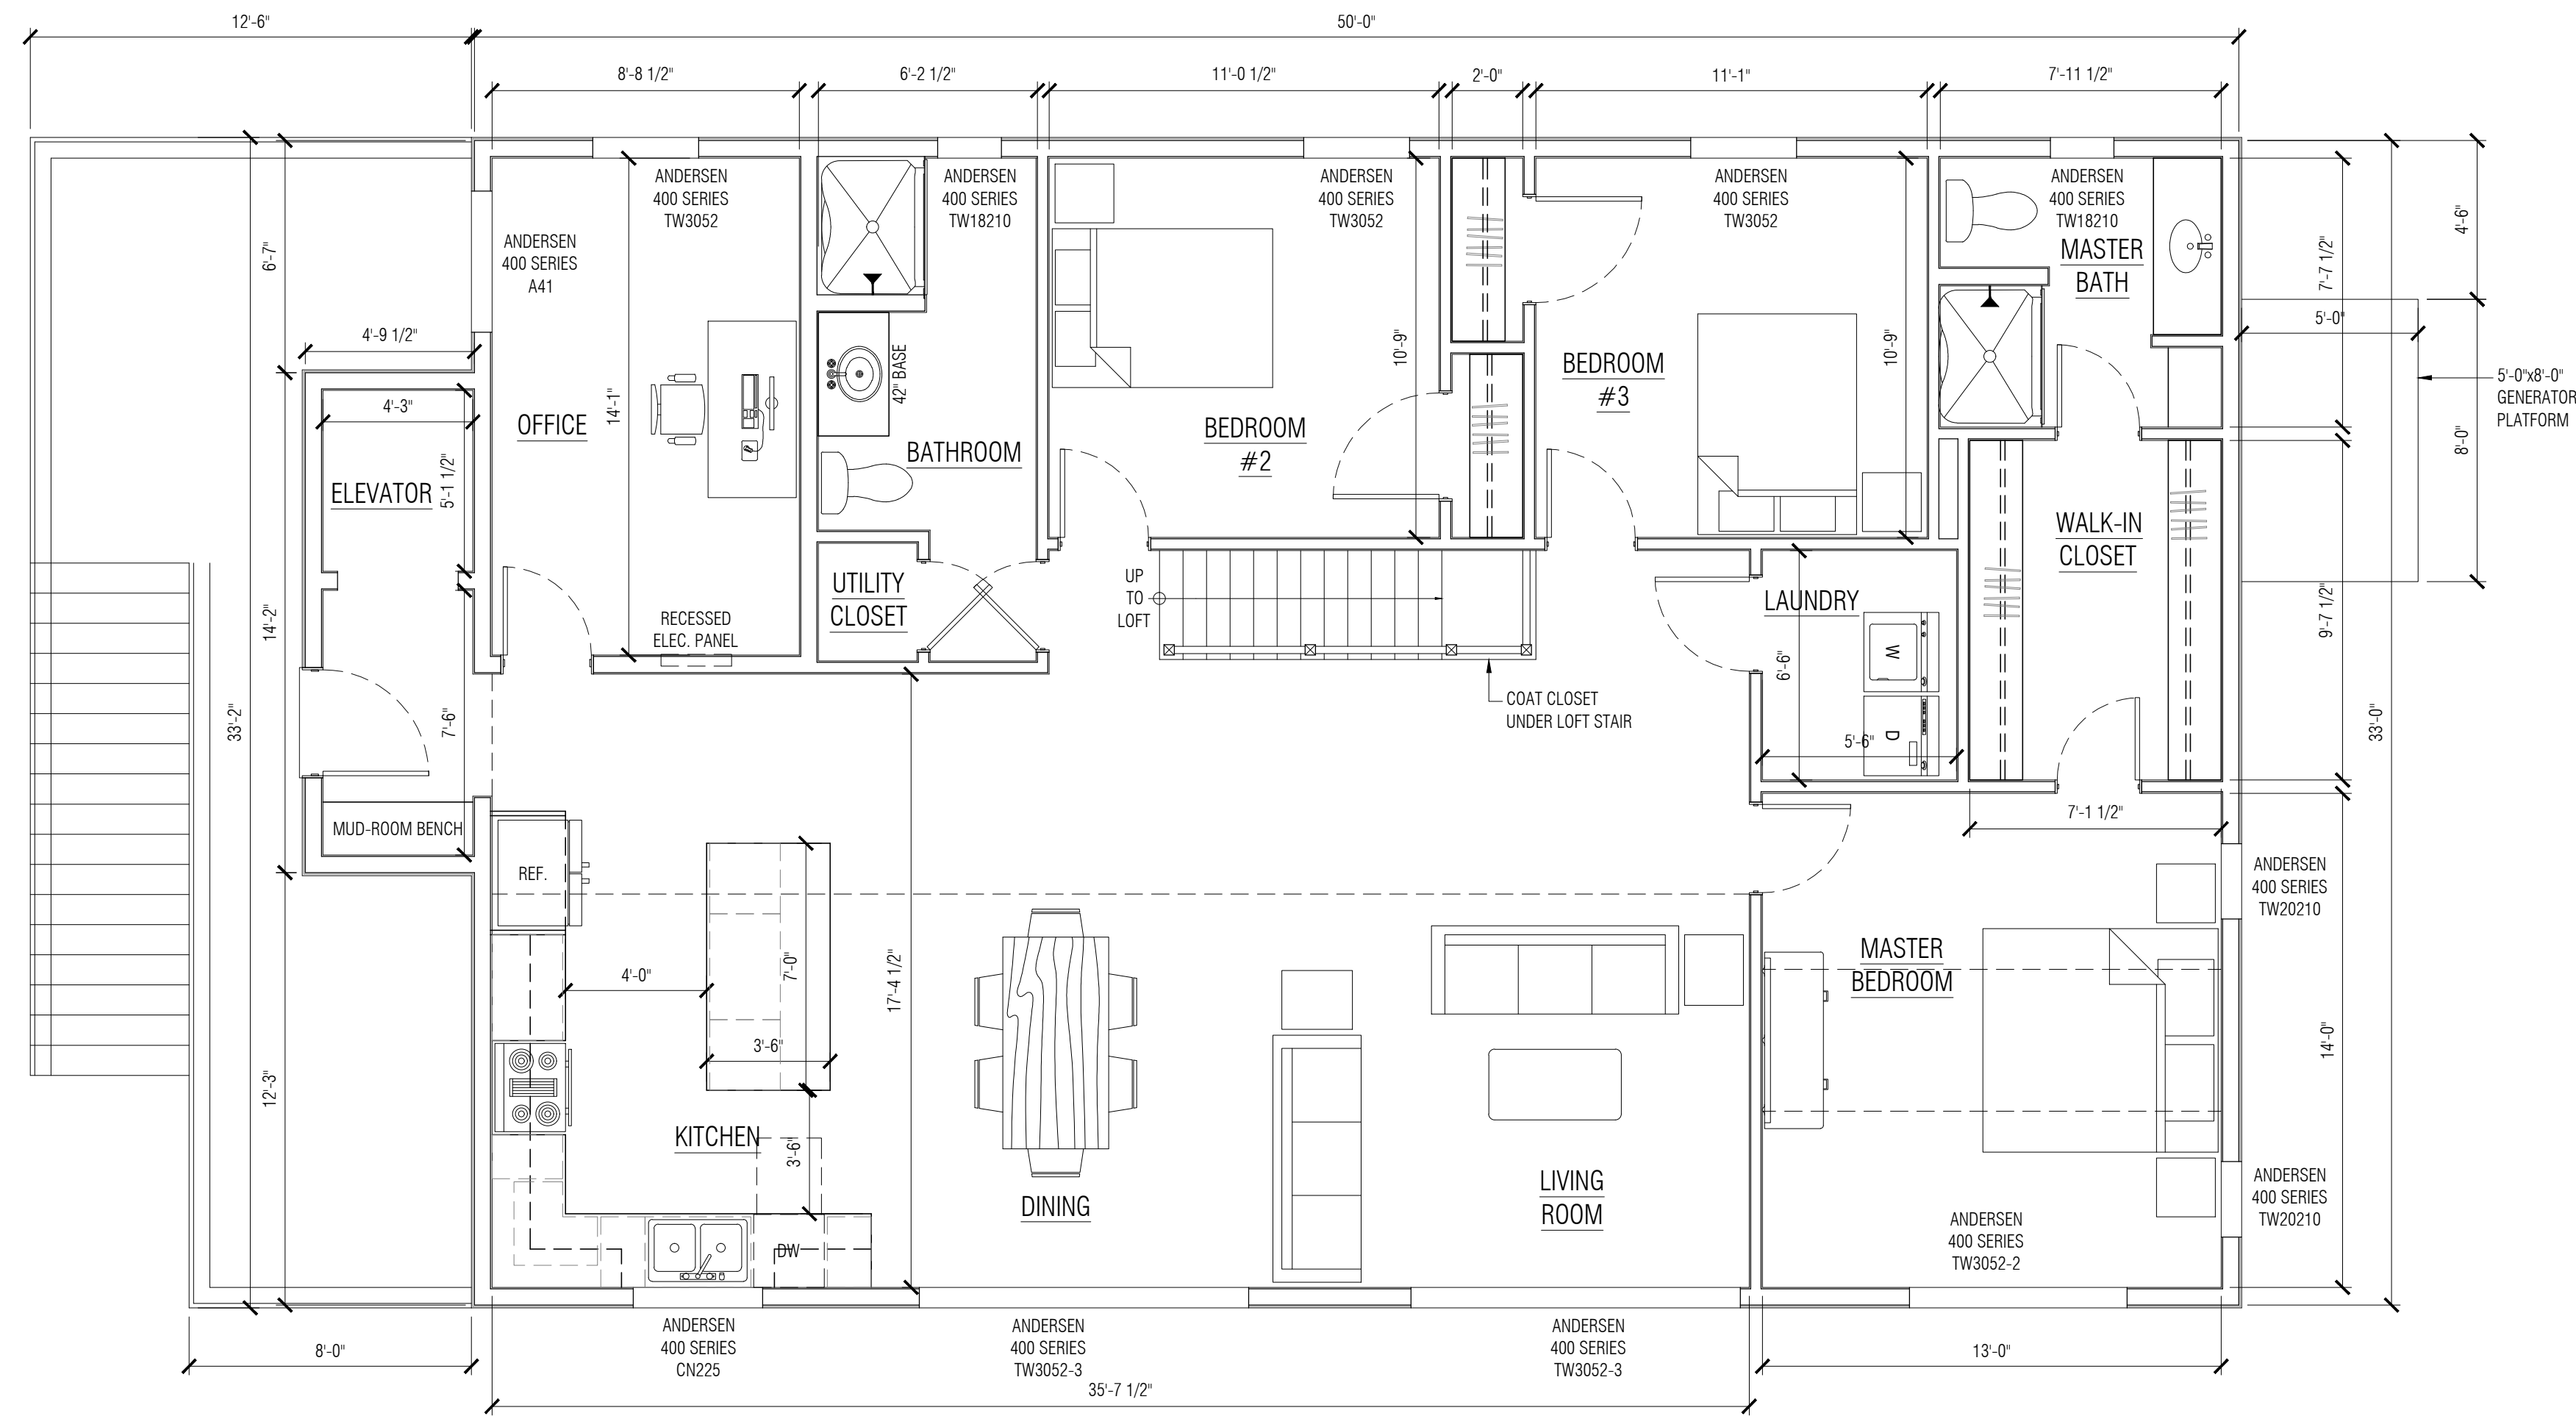 12'-6"
50'-0"
8'-8 1/2"
6'-2 1/2"
11'-0 1/2"
2'-0"
11'-1"
7'-11 1/2"
ANDERSEN
400 SERIES
TW3052
ANDERSEN
400 SERIES
TW18210
ANDERSEN
400 SERIES
TW3052
ANDERSEN
400 SERIES
TW3052
ANDERSEN
400 SERIES
TW18210
MASTER
BATH
ANDERSEN
400 SERIES
A41
6'-7"
4'-6"
7'-7 1/2"
4'-9 1/2"
5'-0"
4'-3"
14'-1"
42" BASE
10'-9"
10'-9"
BEDROOM
#3
5'-0"x8'-0"
GENERATOR
PLATFORM
OFFICE
BATHROOM
BEDROOM
#2
8'-0"
ELEVATOR
5'-1 1/2"
WALK-IN
CLOSET
UTILITY
CLOSET
UP
TO
LOFT
LAUNDRY
RECESSED
ELEC. PANEL
14'-2"
9'-7 1/2"
W
6'-6"
COAT CLOSET
UNDER LOFT STAIR
33'-2"
7'-6"
33'-0"
D
5'-6"
7'-1 1/2"
MUD-ROOM BENCH
REF.
ANDERSEN
400 SERIES
TW20210
MASTER
BEDROOM
4'-0"
7'-0"
17'-4 1/2"
3'-6"
14'-0"
12'-3"
KITCHEN
3'-6"
DINING
LIVING
ROOM
ANDERSEN
400 SERIES
TW20210
ANDERSEN
400 SERIES
TW3052-2
DW
ANDERSEN
400 SERIES
CN225
ANDERSEN
400 SERIES
TW3052-3
ANDERSEN
400 SERIES
TW3052-3
8'-0"
13'-0"
35'-7 1/2"